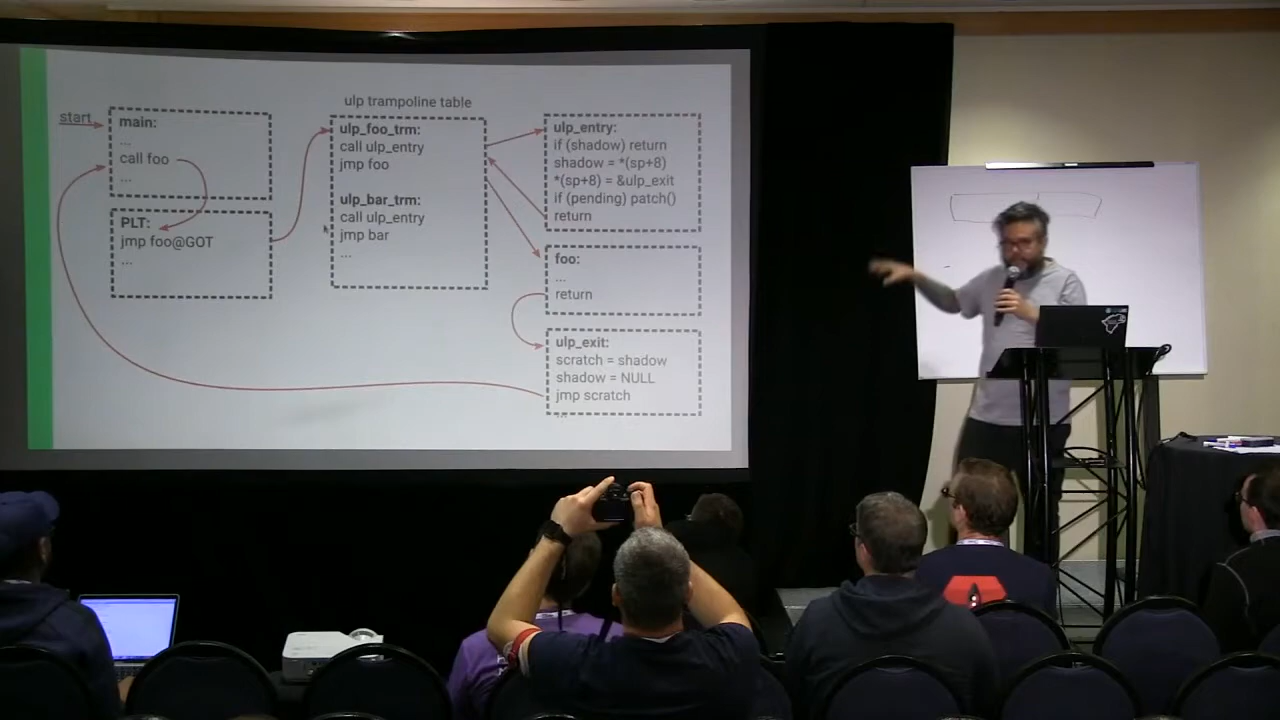 start
main:
...
call foo
...
PLT:
jmp foo@GOT
...
ulp trampoline table
ulp_foo_trm:
call ulp_entry
jmp foo
ulp_bar_trm:
call ulp_entry
jmp bar
...
ulp_entry:
if (shadow) return
shadow = *(sp+8)
*(sp+8) = &ulp_exit
if (pending) patch()
return
foo:
...
return
ulp_exit:
scratch = shadow
shadow = NULL
jmp scratch
...